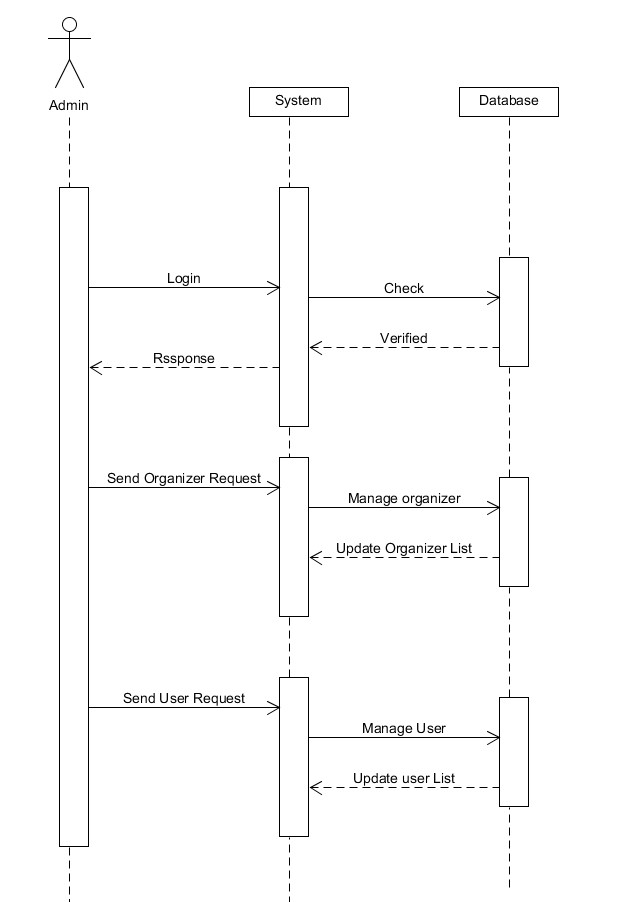 Admin
System
Database
Login
Check
Verified
Rssponse
Send Organizer Request
Manage organizer
Update Organizer List
Send User Request
Manage User
Update user List